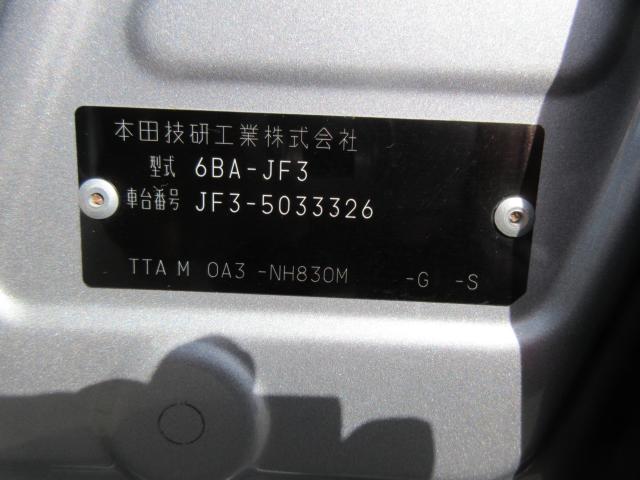 本田技研工業株式会社
型式 6BA-JF3
車台番号 JF3-5033326
TTA M 0A3 -NH830M -G -S